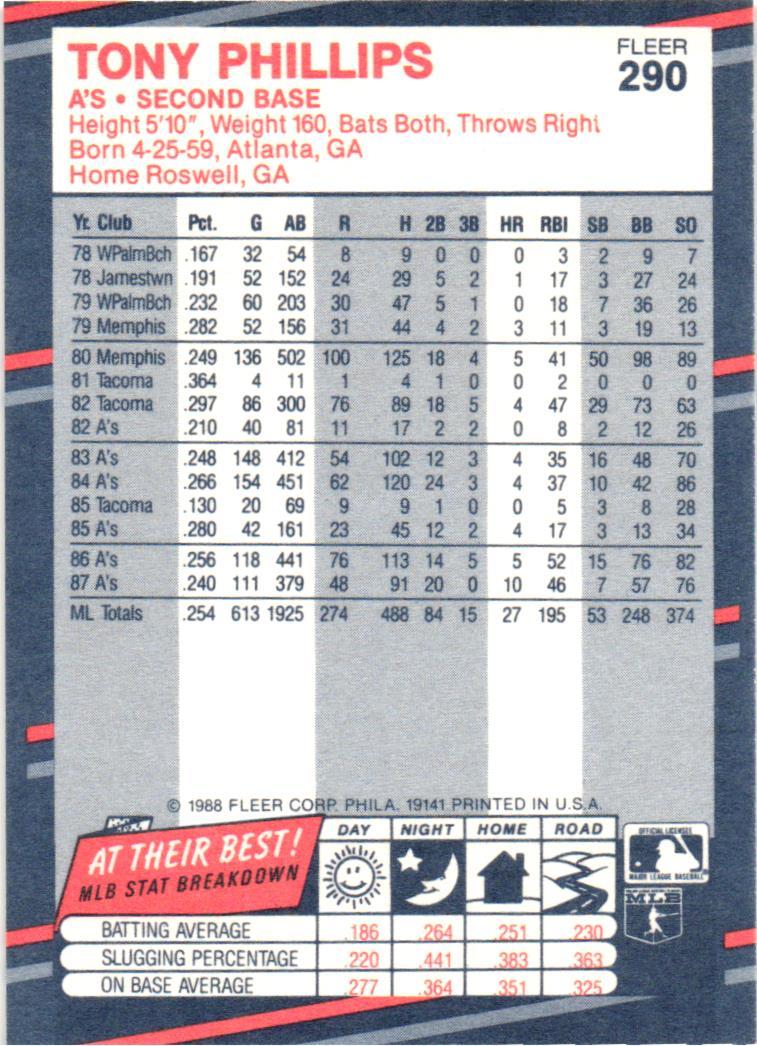 TONY PHILLIPS
FLEER
290
A'S • SECOND BASE
Height 5'10", Weight 160, Bats Both, Throws Right
Born 4-25-59, Atlanta, GA
Home Roswell, GA
Yr. Club Pct. G AB R H 2B 3B HR RBI SB BB SO
78 WPalmBch .167 32 54 8 9 0 0 0 3 2 9 7
78 Jamestwn .191 52 152 24 29 5 2 1 17 3 27 24
79 WPalmBch .232 60 203 30 47 5 1 0 18 7 36 26
79 Memphis .282 52 156 31 44 4 2 3 11 3 19 13
80 Memphis .249 136 502 100 125 18 4 5 41 50 98 89
81 Tacoma .364 4 11 1 4 1 0 0 2 0 0 0
82 Tacoma .297 86 300 76 89 18 5 4 47 29 73 63
82 A's .210 40 81 11 17 2 2 0 8 2 12 26
83 A's .248 148 412 54 102 12 3 4 35 16 48 70
84 A's .266 154 451 62 120 24 3 4 37 10 42 86
85 Tacoma .130 20 69 9 9 1 0 0 5 3 8 28
85 A's .280 42 161 23 45 12 2 4 17 3 13 34
86 A's .256 118 441 76 113 14 5 5 52 15 76 82
87 A's .240 111 379 48 91 20 0 10 46 7 57 76
ML Totals .254 613 1925 274 488 84 15 27 195 53 248 374
© 1988 FLEER CORP. PHILA. 19141 PRINTED IN U.S.A.
AT THEIR BEST!
MLB STAT BREAKDOWN
DAY NIGHT HOME ROAD
OFFICIAL LICENSEE
MAJOR LEAGUE BASEBALL
MLB
BATTING AVERAGE .186 .264 .251 .230
SLUGGING PERCENTAGE .220 .441 .383 .363
ON BASE AVERAGE .277 .364 .351 .325